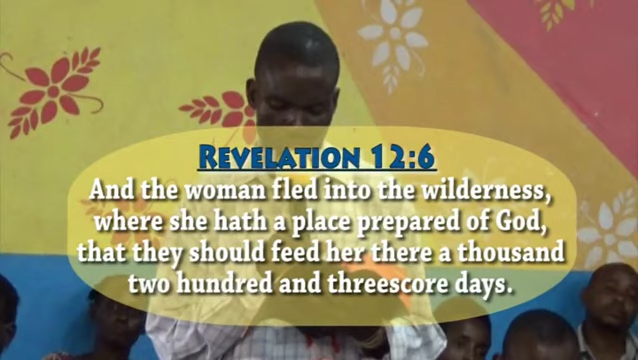 REVELATION 12:6
And the woman fled into the wilderness,
where she hath a place prepared of God,
that they should feed her there a thousand
two hundred and threescore days.